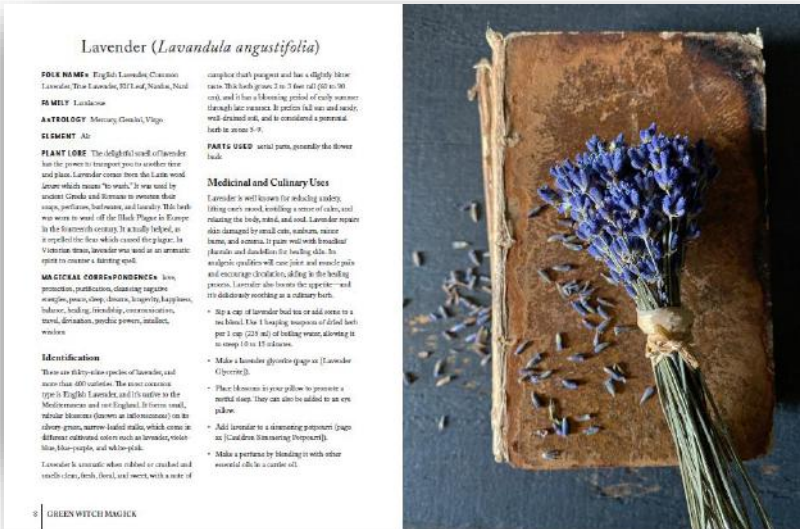 Lavender (Lavandula angustifolia)
FOLK NAMEs English Lavender, Common
Lavender, True Lavender, Elf Leaf, Nardus, Nard
FAMILY Lamiaceae
AsTROLOGY Mercury, Gemini, Virgo
ELEMENT Air
PLANT LORE The delightful smell of lavender
has the power to transport you to another time
and place. Lavender comes from the Latin word
lavare which means "to wash." It was used by
ancient Greeks and Romans to sweeten their
soaps, perfumes, bathwater, and laundry. This herb
was worn to ward off the Black Plague in Europe
in the fourteenth century. It actually helped, as
it repelled the fleas which caused the plague. In
Victorian times, lavender was used as an aromatic
spirit to counter a fainting spell.
MAGICKAL CORREsPONDENCEs love,
protection, purification, cleansing negative
energies, peace, sleep, dreams, longevity, happiness,
balance, healing, friendship, communication,
travel, divination, psychic powers, intellect,
wisdom
Identification
There are thirty-nine species of lavender, and
more than 400 varieties. The most common
type is English Lavender, and it's native to the
Mediterranean and not England. It forms small,
tubular blossoms (known as inflorescence) on its
silvery-green, narrow-leafed stalks, which come in
different cultivated colors such as lavender, violet-
blue, blue-purple, and white-pink.
Lavender is aromatic when rubbed or crushed and
smells clean, fresh, floral, and sweet, with a note of
camphor that's pungent and has a slightly bitter
taste. This herb grows 2 to 3 feet tall (60 to 90
cm), and it has a blooming period of early summer
through late summer. It prefers full sun and sandy,
well-drained soil, and is considered a perennial
herb in zones 5-9.
PARTS USED aerial parts, generally the flower
buds
Medicinal and Culinary Uses
Lavender is well known for reducing anxiety,
lifting one's mood, instilling a sense of calm, and
relaxing the body, mind, and soul. Lavender repairs
skin damaged by small cuts, sunburn, minor
burns, and eczema. It pairs well with broadleaf
plantain and dandelion for healing skin. Its
analgesic qualities will ease joint and muscle pain
and encourage circulation, aiding in the healing
process. Lavender also boosts the appetite—and
it's deliciously soothing as a culinary herb.
• Sip a cup of lavender bud tea or add some to a
tea blend. Use 1 heaping teaspoon of dried herb
per 1 cup (235 ml) of boiling water, allowing it
to steep 10 to 15 minutes.
• Make a lavender glycerite (page xx [Lavender
Glycerite]).
• Place blossoms in your pillow to promote a
restful sleep. They can also be added to an eye
pillow.
• Add lavender to a simmering potpourri (page
xx [Cauldron Simmering Potpourri]).
• Make a perfume by blending it with other
essential oils in a carrier oil.
8 GREEN WITCH MAGICK